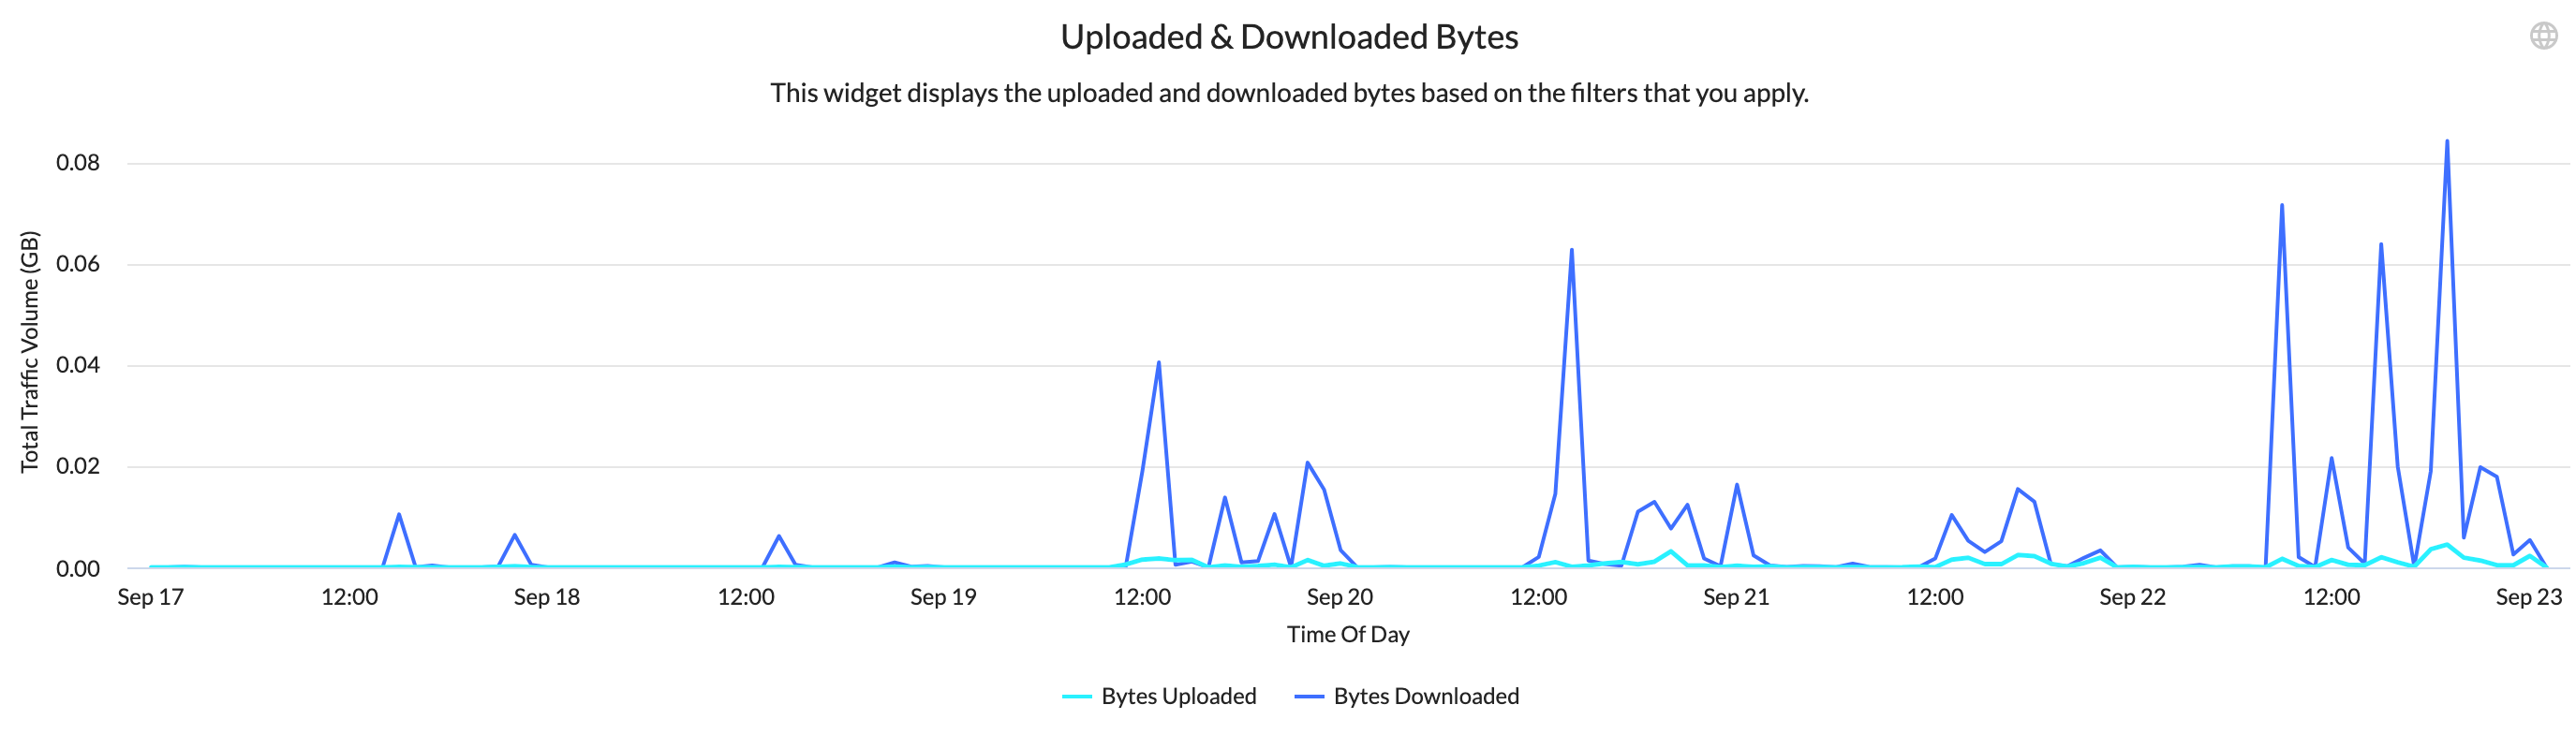 Uploaded & Downloaded Bytes
This widget displays the uploaded and downloaded bytes based on the filters that you apply.
Total Traffic Volume (GB)
0.08
0.06
0.04
0.02
0.00
Sep 17 12:00 Sep 18 12:00 Sep 19 12:00 Sep 20 12:00 Sep 21 12:00 Sep 22 12:00 Sep 23
Time Of Day
Bytes Uploaded Bytes Downloaded